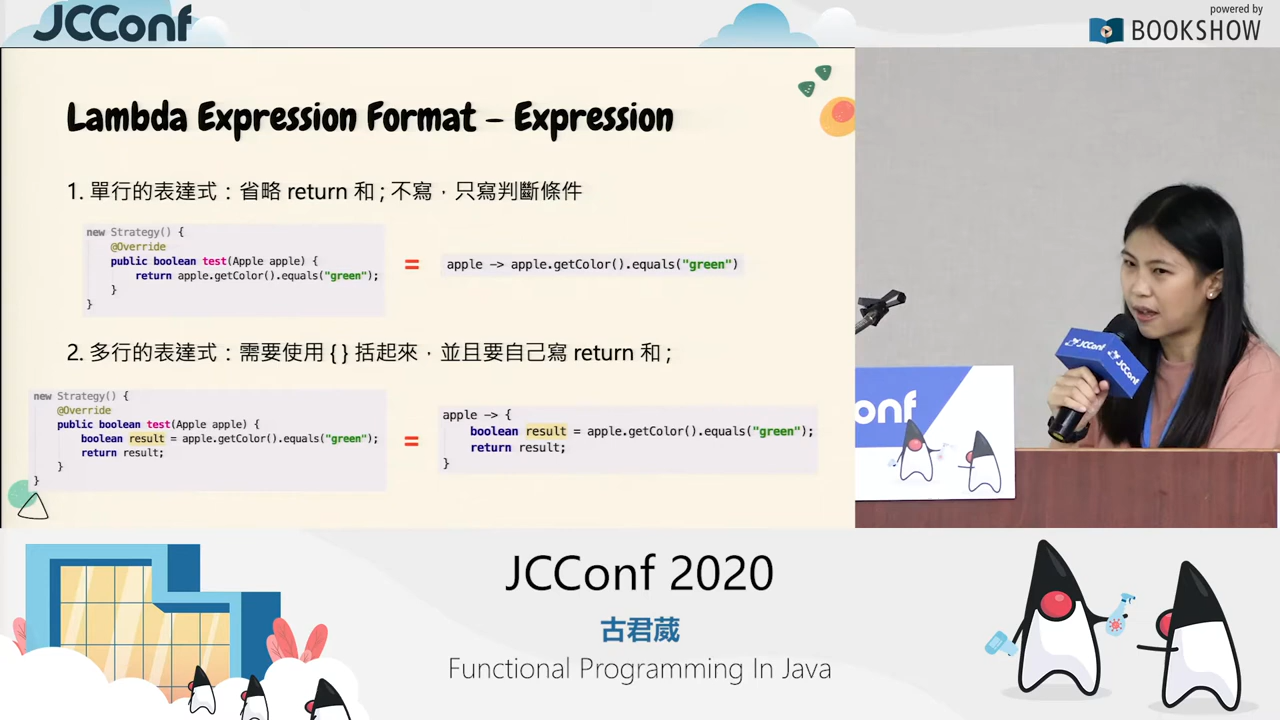 JCConf
powered by
BOOKSHOW
Lambda Expression Format – Expression
1. 單行的表達式：省略 return 和 ; 不寫，只寫判斷條件
new Strategy() {
@Override
public boolean test(Apple apple) {
return apple.getColor().equals("green");
}
}
=
apple -> apple.getColor().equals("green")
2. 多行的表達式：需要使用 { } 括起來，並且要自己寫 return 和 ;
new Strategy() {
@Override
public boolean test(Apple apple) {
boolean result = apple.getColor().equals("green");
return result;
}
}
=
apple -> {
boolean result = apple.getColor().equals("green");
return result;
}
JCConf
JCConf
onf
JCConf 2020
古君葳
Functional Programming In Java